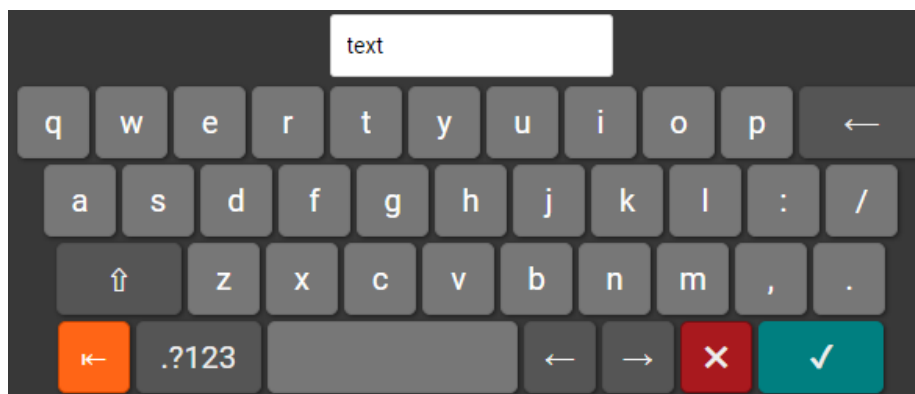 text
q w e r t y u i o p ←
a s d f g h j k l : /
⇧ z x c v b n m , .
⇤ .?123 ← → ✕ ✓